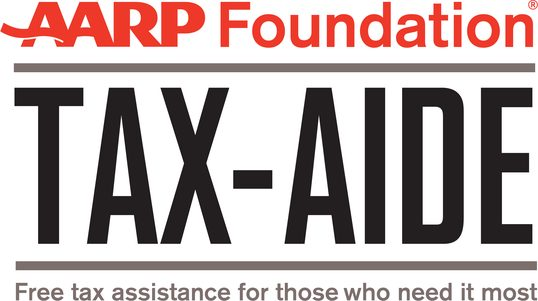 AARP Foundation®
TAX-AIDE
Free tax assistance for those who need it most